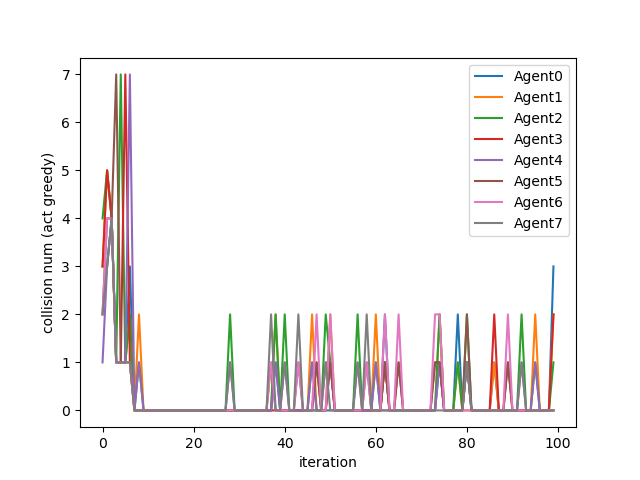 7
6
5
4
3
2
1
0
collision num (act greedy)
Agent0
Agent1
Agent2
Agent3
Agent4
Agent5
Agent6
Agent7
0 20 40 60 80 100
iteration